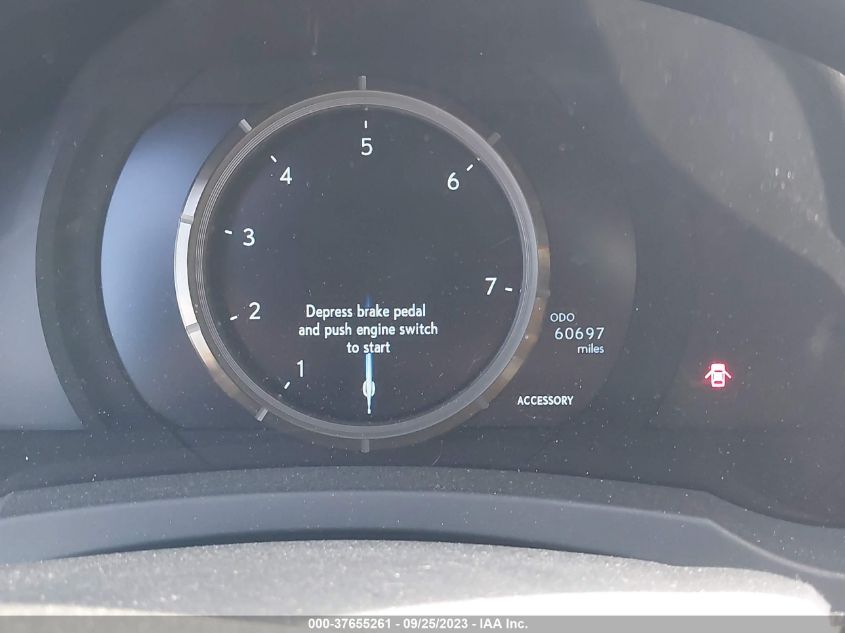 5
4
6
3
7
2
1
0
Depress brake pedal
and push engine switch
to start
ODO
60697
miles
ACCESSORY
000-37655261 - 09/25/2023 - IAA Inc.